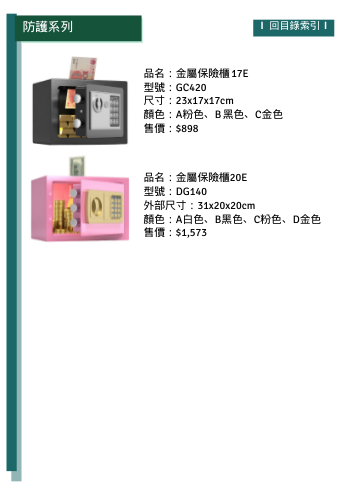 防護系列
I 回目錄索引 I
品名：金屬保險櫃 17E
型號：GC420
尺寸：23x17x17cm
顏色：A粉色、B 黑色、C金色
售價：$898
品名：金屬保險櫃20E
型號：DG140
外部尺寸：31x20x20cm
顏色：A白色、B黑色、C粉色、D金色
售價：$1,573